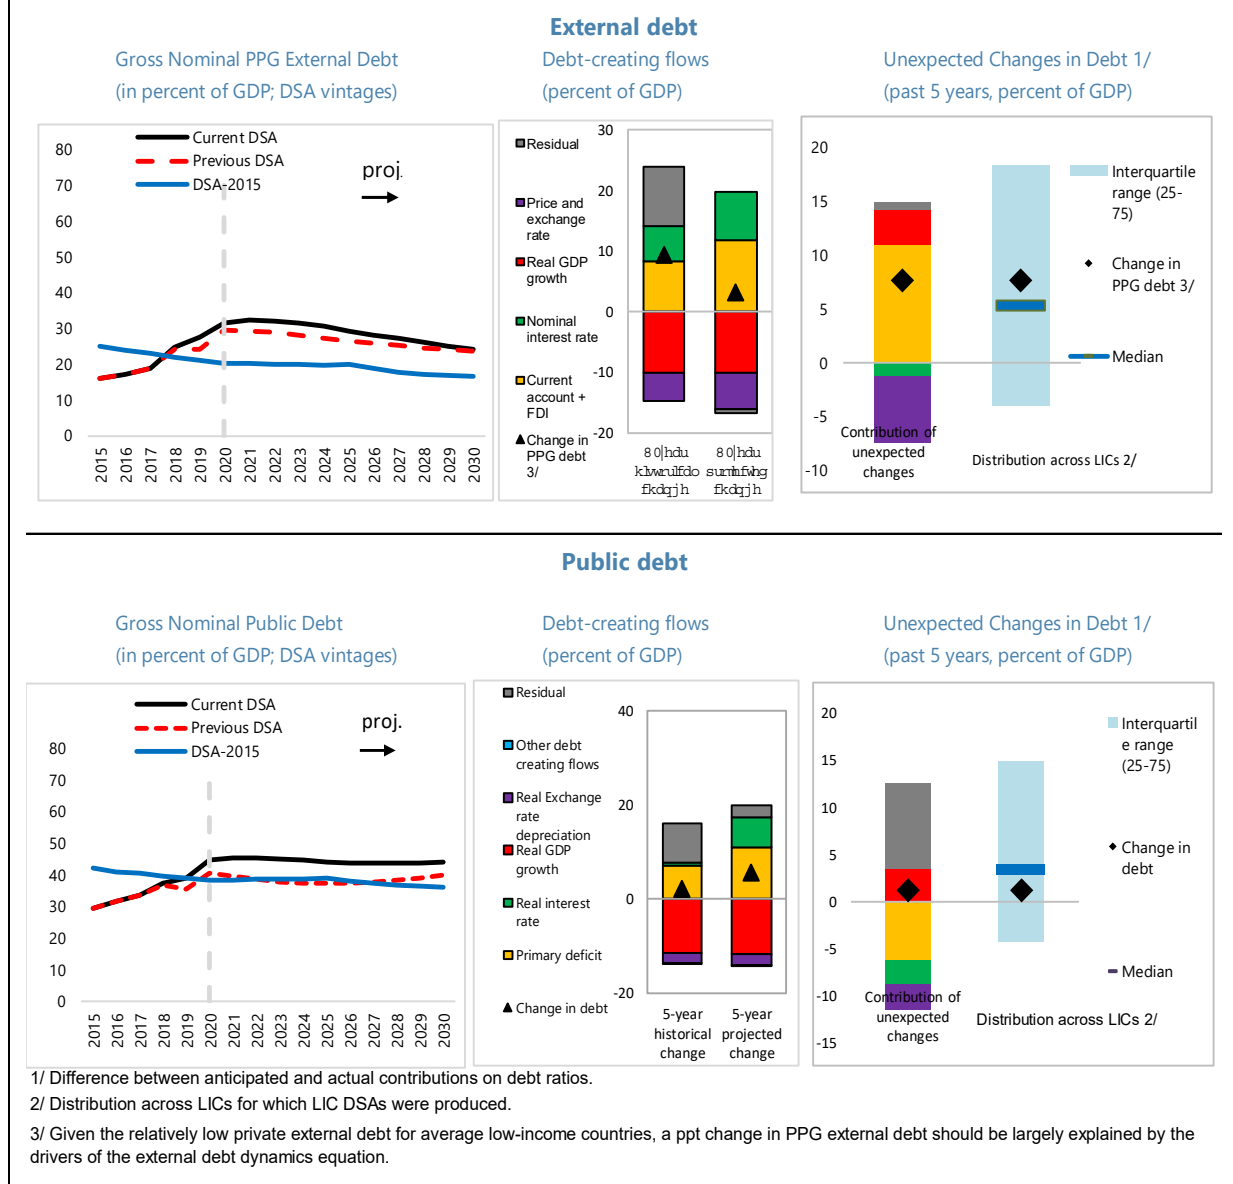 External debt
Gross Nominal PPG External Debt
(in percent of GDP; DSA vintages)
Debt-creating flows
(percent of GDP)
Unexpected Changes in Debt 1/
(past 5 years, percent of GDP)
Current DSA
Previous DSA
DSA-2015
proj.
80
70
60
50
40
30
20
10
0
2015
2016
2017
2018
2019
2020
2021
2022
2023
2024
2025
2026
2027
2028
2029
2030
Residual
Price and
exchange
rate
Real GDP
growth
Nominal
interest rate
Current
account +
FDI
Change in
PPG debt
3/
30
20
10
0
-10
-20
80|hdu
klvwrulfdo
fkdqjh
80|hdu
surmhfwhg
fkdqjh
20
15
10
5
0
-5
-10
Contribution of
unexpected
changes
Distribution across LICs 2/
Interquartile
range (25-
75)
Change in
PPG debt 3/
Median
Public debt
Gross Nominal Public Debt
(in percent of GDP; DSA vintages)
Debt-creating flows
(percent of GDP)
Unexpected Changes in Debt 1/
(past 5 years, percent of GDP)
Current DSA
Previous DSA
DSA-2015
proj.
80
70
60
50
40
30
20
10
0
2015
2016
2017
2018
2019
2020
2021
2022
2023
2024
2025
2026
2027
2028
2029
2030
Residual
Other debt
creating flows
Real Exchange
rate
depreciation
Real GDP
growth
Real interest
rate
Primary deficit
Change in debt
40
20
0
-20
5-year
historical
change
5-year
projected
change
20
15
10
5
0
-5
-10
-15
Contribution of
unexpected
changes
Distribution across LICs 2/
Interquartil
e range
(25-75)
Change in
debt
Median
1/ Difference between anticipated and actual contributions on debt ratios.
2/ Distribution across LICs for which LIC DSAs were produced.
3/ Given the relatively low private external debt for average low-income countries, a ppt change in PPG external debt should be largely explained by the
drivers of the external debt dynamics equation.